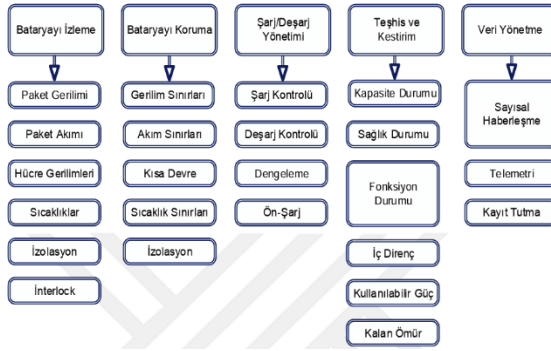 Bataryayı İzleme
Paket Gerilimi
Paket Akımı
Hücre Gerilimleri
Sıcaklıklar
İzolasyon
İnterlock
Bataryayı Koruma
Gerilim Sınırları
Akım Sınırları
Kısa Devre
Sıcaklık Sınırları
İzolasyon
Şarj/Deşarj
Yönetimi
Şarj Kontrolü
Deşarj Kontrolü
Dengeleme
Ön-Şarj
Teşhis ve
Kestirim
Kapasite Durumu
Sağlık Durumu
Fonksiyon
Durumu
İç Direnç
Kullanılabilir Güç
Kalan Ömür
Veri Yönetme
Sayısal
Haberleşme
Telemetri
Kayıt Tutma